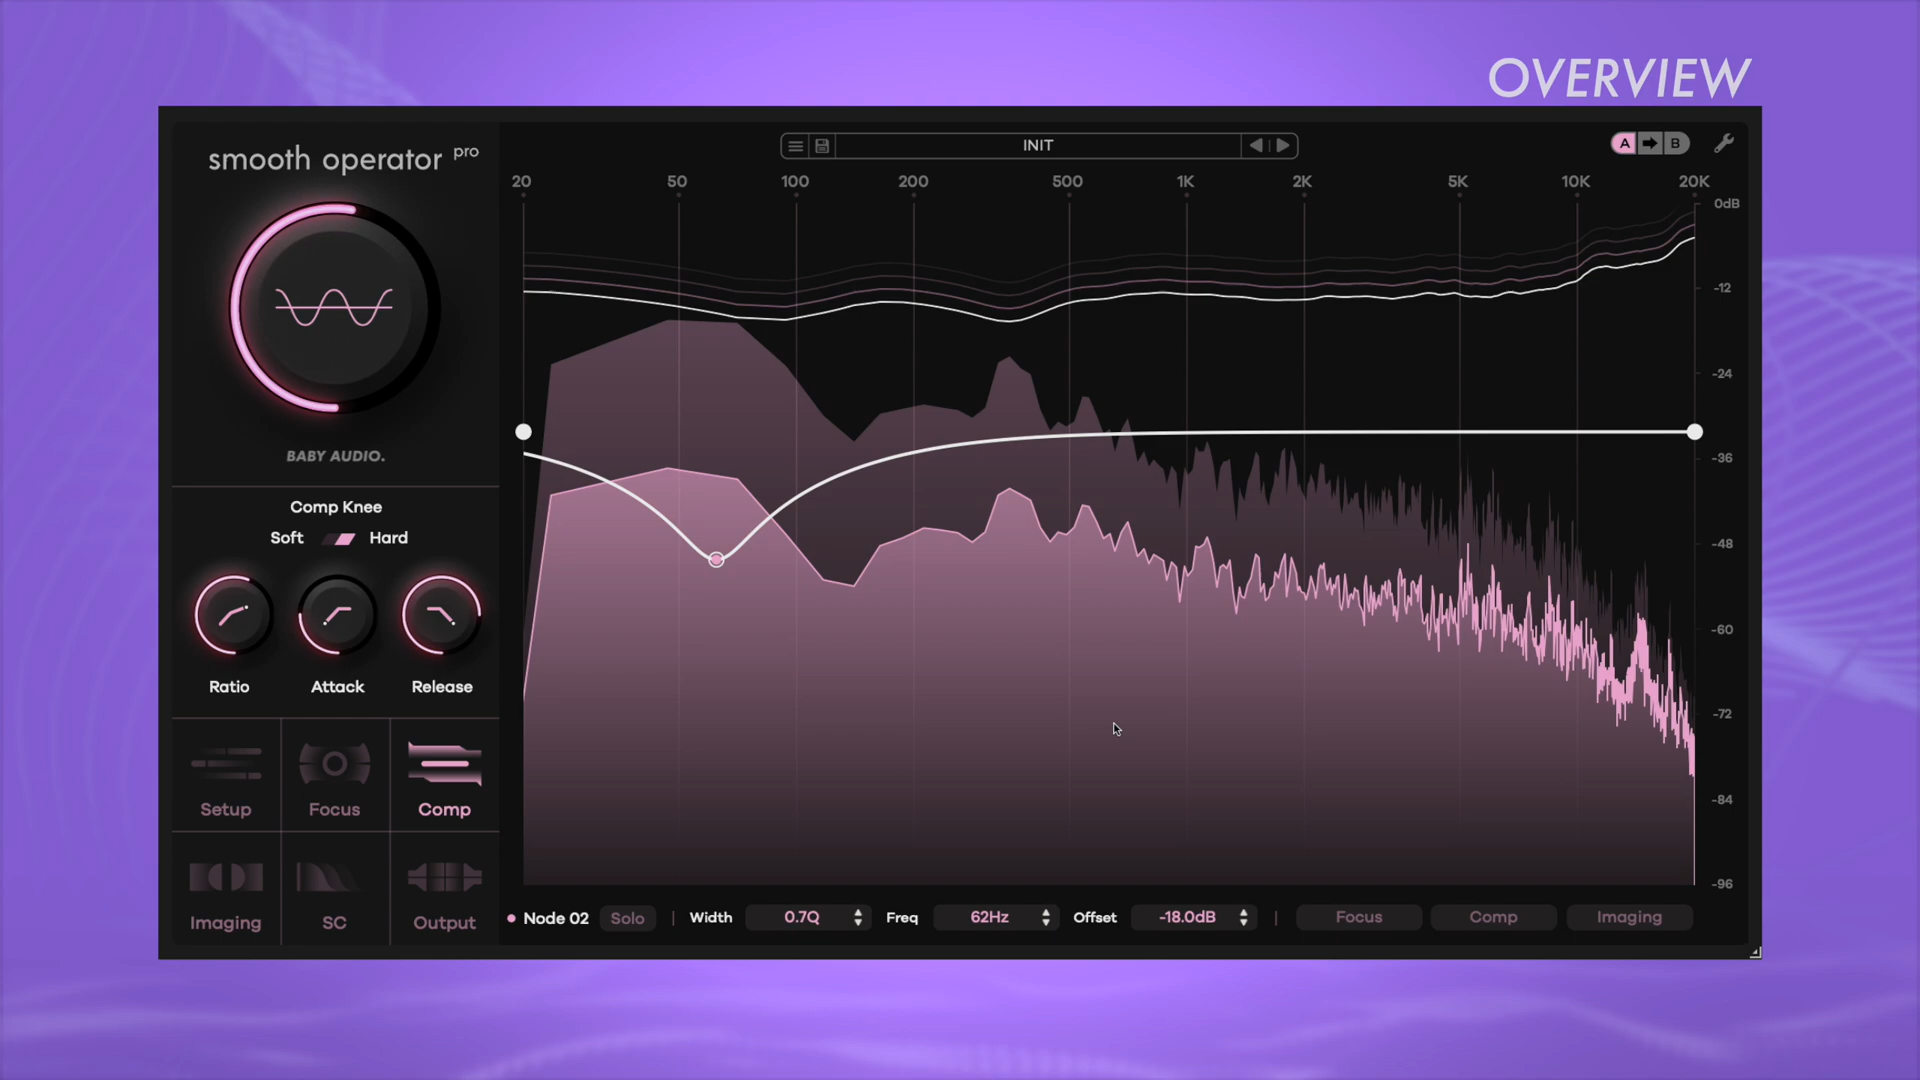 OVERVIEW
smooth operator pro
INIT
A B
20 50 100 200 500 1K 2K 5K 10K 20K
0dB
-12
-24
-36
-48
-60
-72
-84
-96
BABY AUDIO.
Comp Knee
Soft Hard
Ratio Attack Release
Setup Focus Comp
Imaging SC Output
Node 02 Solo | Width 0.7Q Freq 62Hz Offset -18.0dB | Focus Comp Imaging